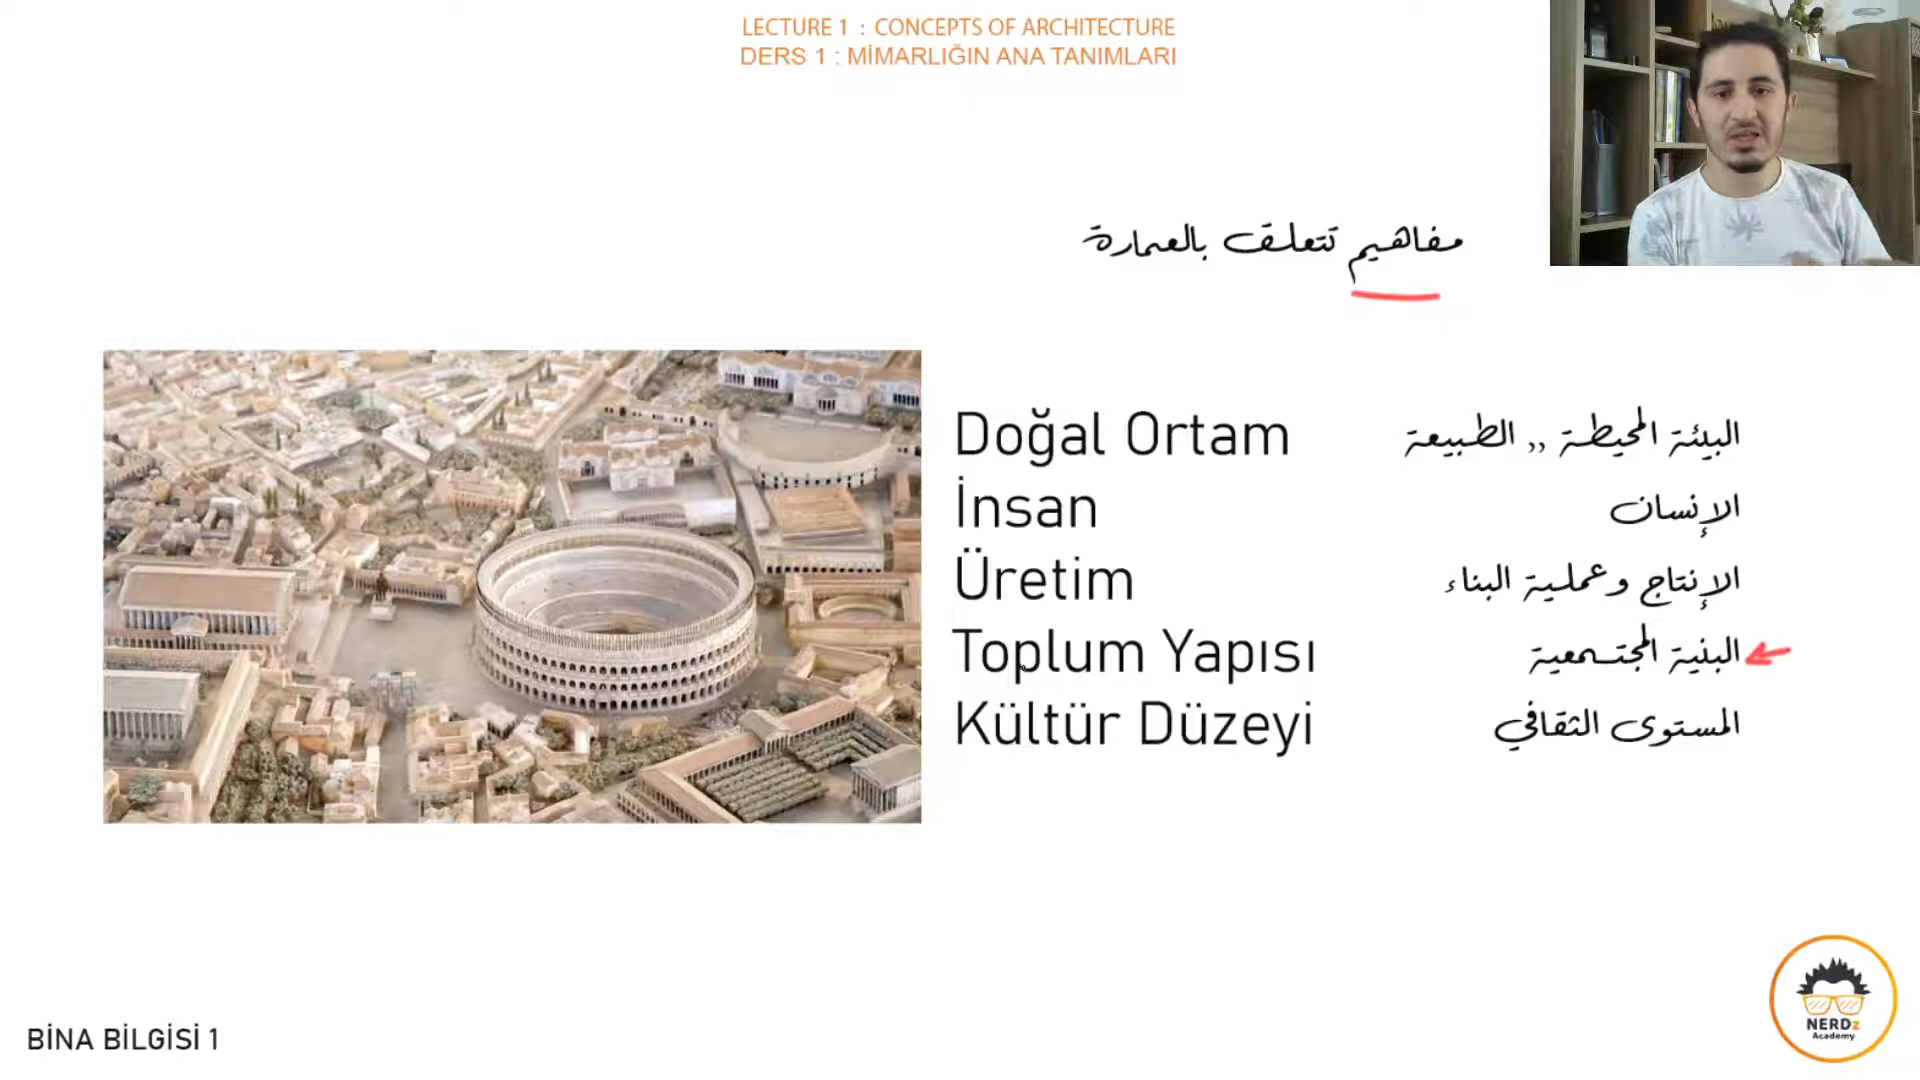 LECTURE 1 : CONCEPTS OF ARCHITECTURE
DERS 1 : MİMARLIĞIN ANA TANIMLARI
مفاهيم تتعلق بالعمارة
Doğal Ortam البيئة المحيطة ,, الطبيعة
İnsan الإنسان
Üretim الإنتاج وعملية البناء
Toplum Yapısı البنية المجتمعية
Kültür Düzeyi المستوى الثقافي
BİNA BİLGİSİ 1
NERDz
Academy